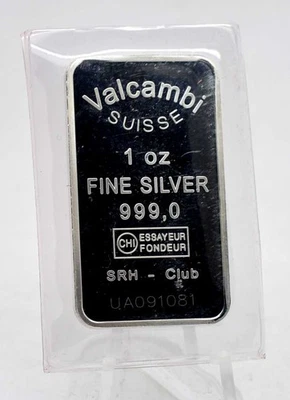 Valcambi
SUISSE
1 oz
FINE SILVER
999,0
CHI ESSAYEUR
FONDEUR
SRH - Club
UA091081